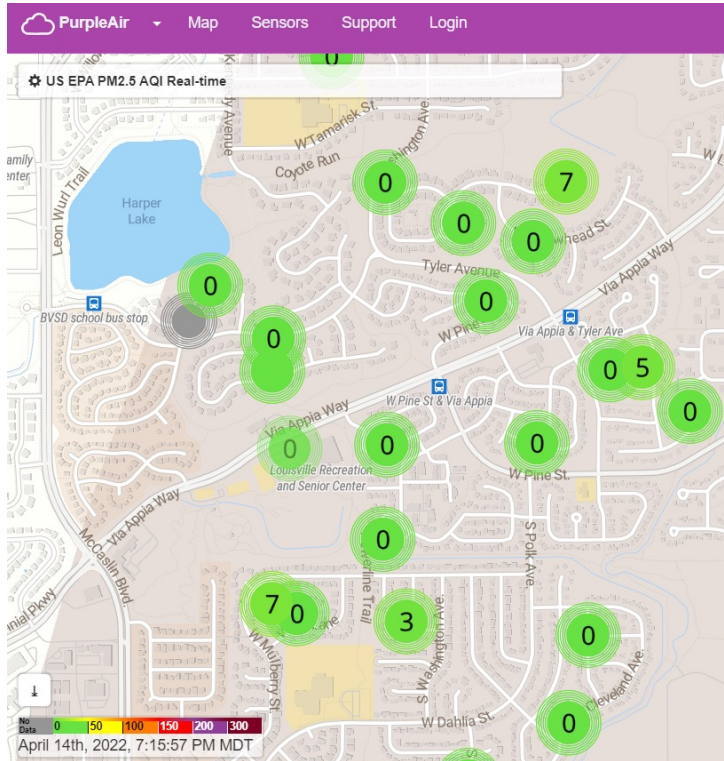 PurpleAir Map Sensors Support Login
0
US EPA PM2.5 AQI Real-time
W Tamarisk St.
Coyote Run
Leon Wurl Trail
Harper
Lake
0
7
0
0
Tyler Avenue
Via Appia Way
0
0
BVSD school bus stop
W Pine
Via Appia & Tyler Ave
0
0
5
W Pine St & Via Appia
0
Via Appia Way
0
0
0
Louisville Recreation
and Senior Center
W Pine St.
Via Appia Way
McCaslin Blvd.
S Polk Ave.
0
7
0
3
0
W Mulberry St.
S Washington Ave.
Cleveland Ave.
W Dahlia St.
0
No
Data
0 50 100 150 200 300
April 14th, 2022, 7:15:57 PM MDT